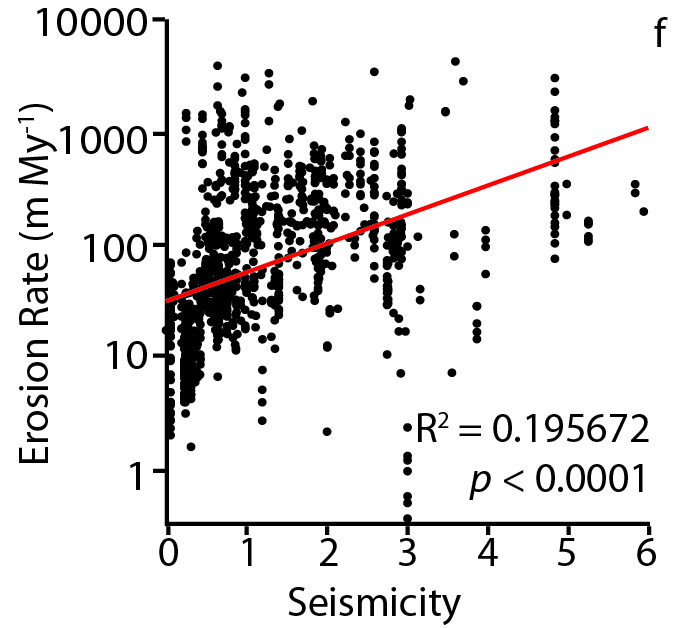 f
10000
1000
100
10
1
Erosion Rate (m My⁻¹)
R² = 0.195672
p < 0.0001
0 1 2 3 4 5 6
Seismicity